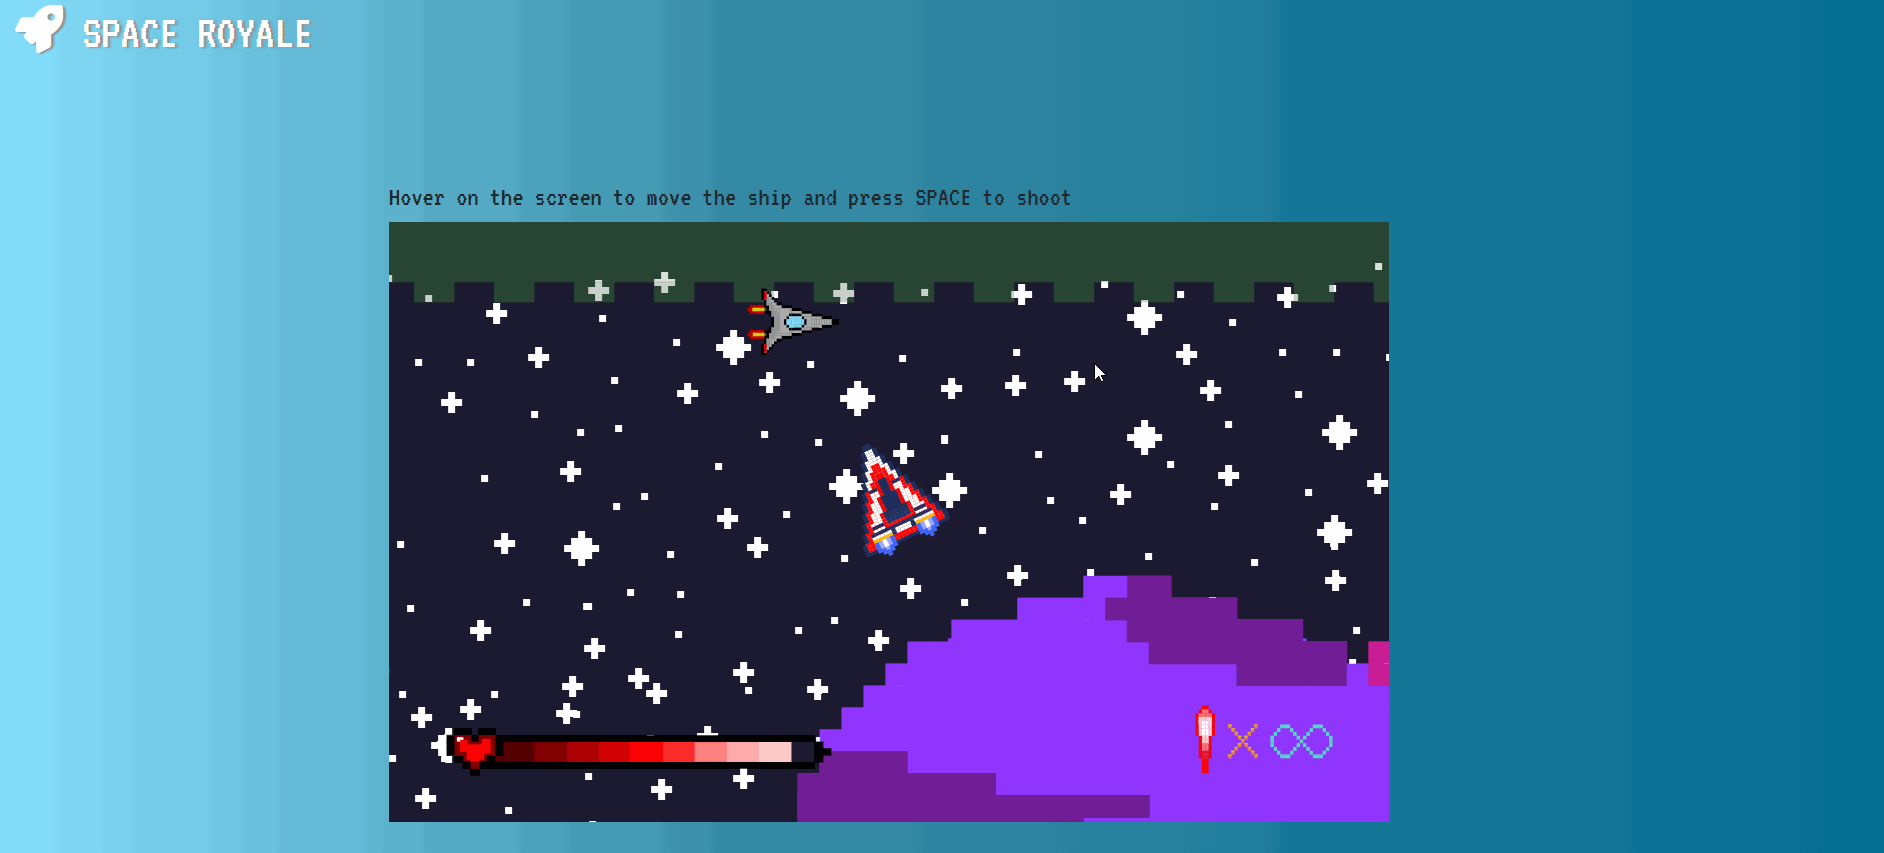 SPACE ROYALE
Hover on the screen to move the ship and press SPACE to shoot
X ∞